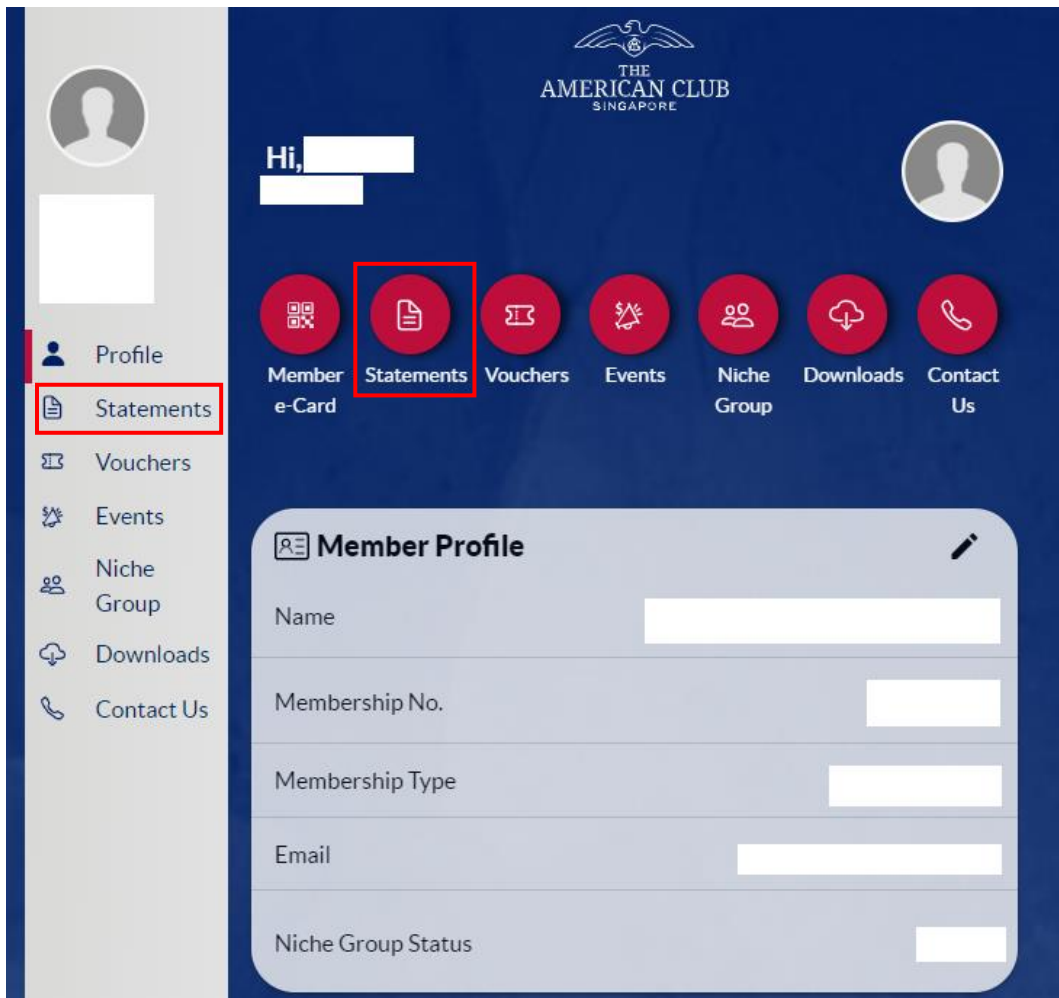 THE
AMERICAN CLUB
SINGAPORE
Hi,
Profile
Statements
Vouchers
Events
Niche
Group
Downloads
Contact Us
Member
e-Card
Statements
Vouchers
Events
Niche
Group
Downloads
Contact
Us
Member Profile
Name
Membership No.
Membership Type
Email
Niche Group Status